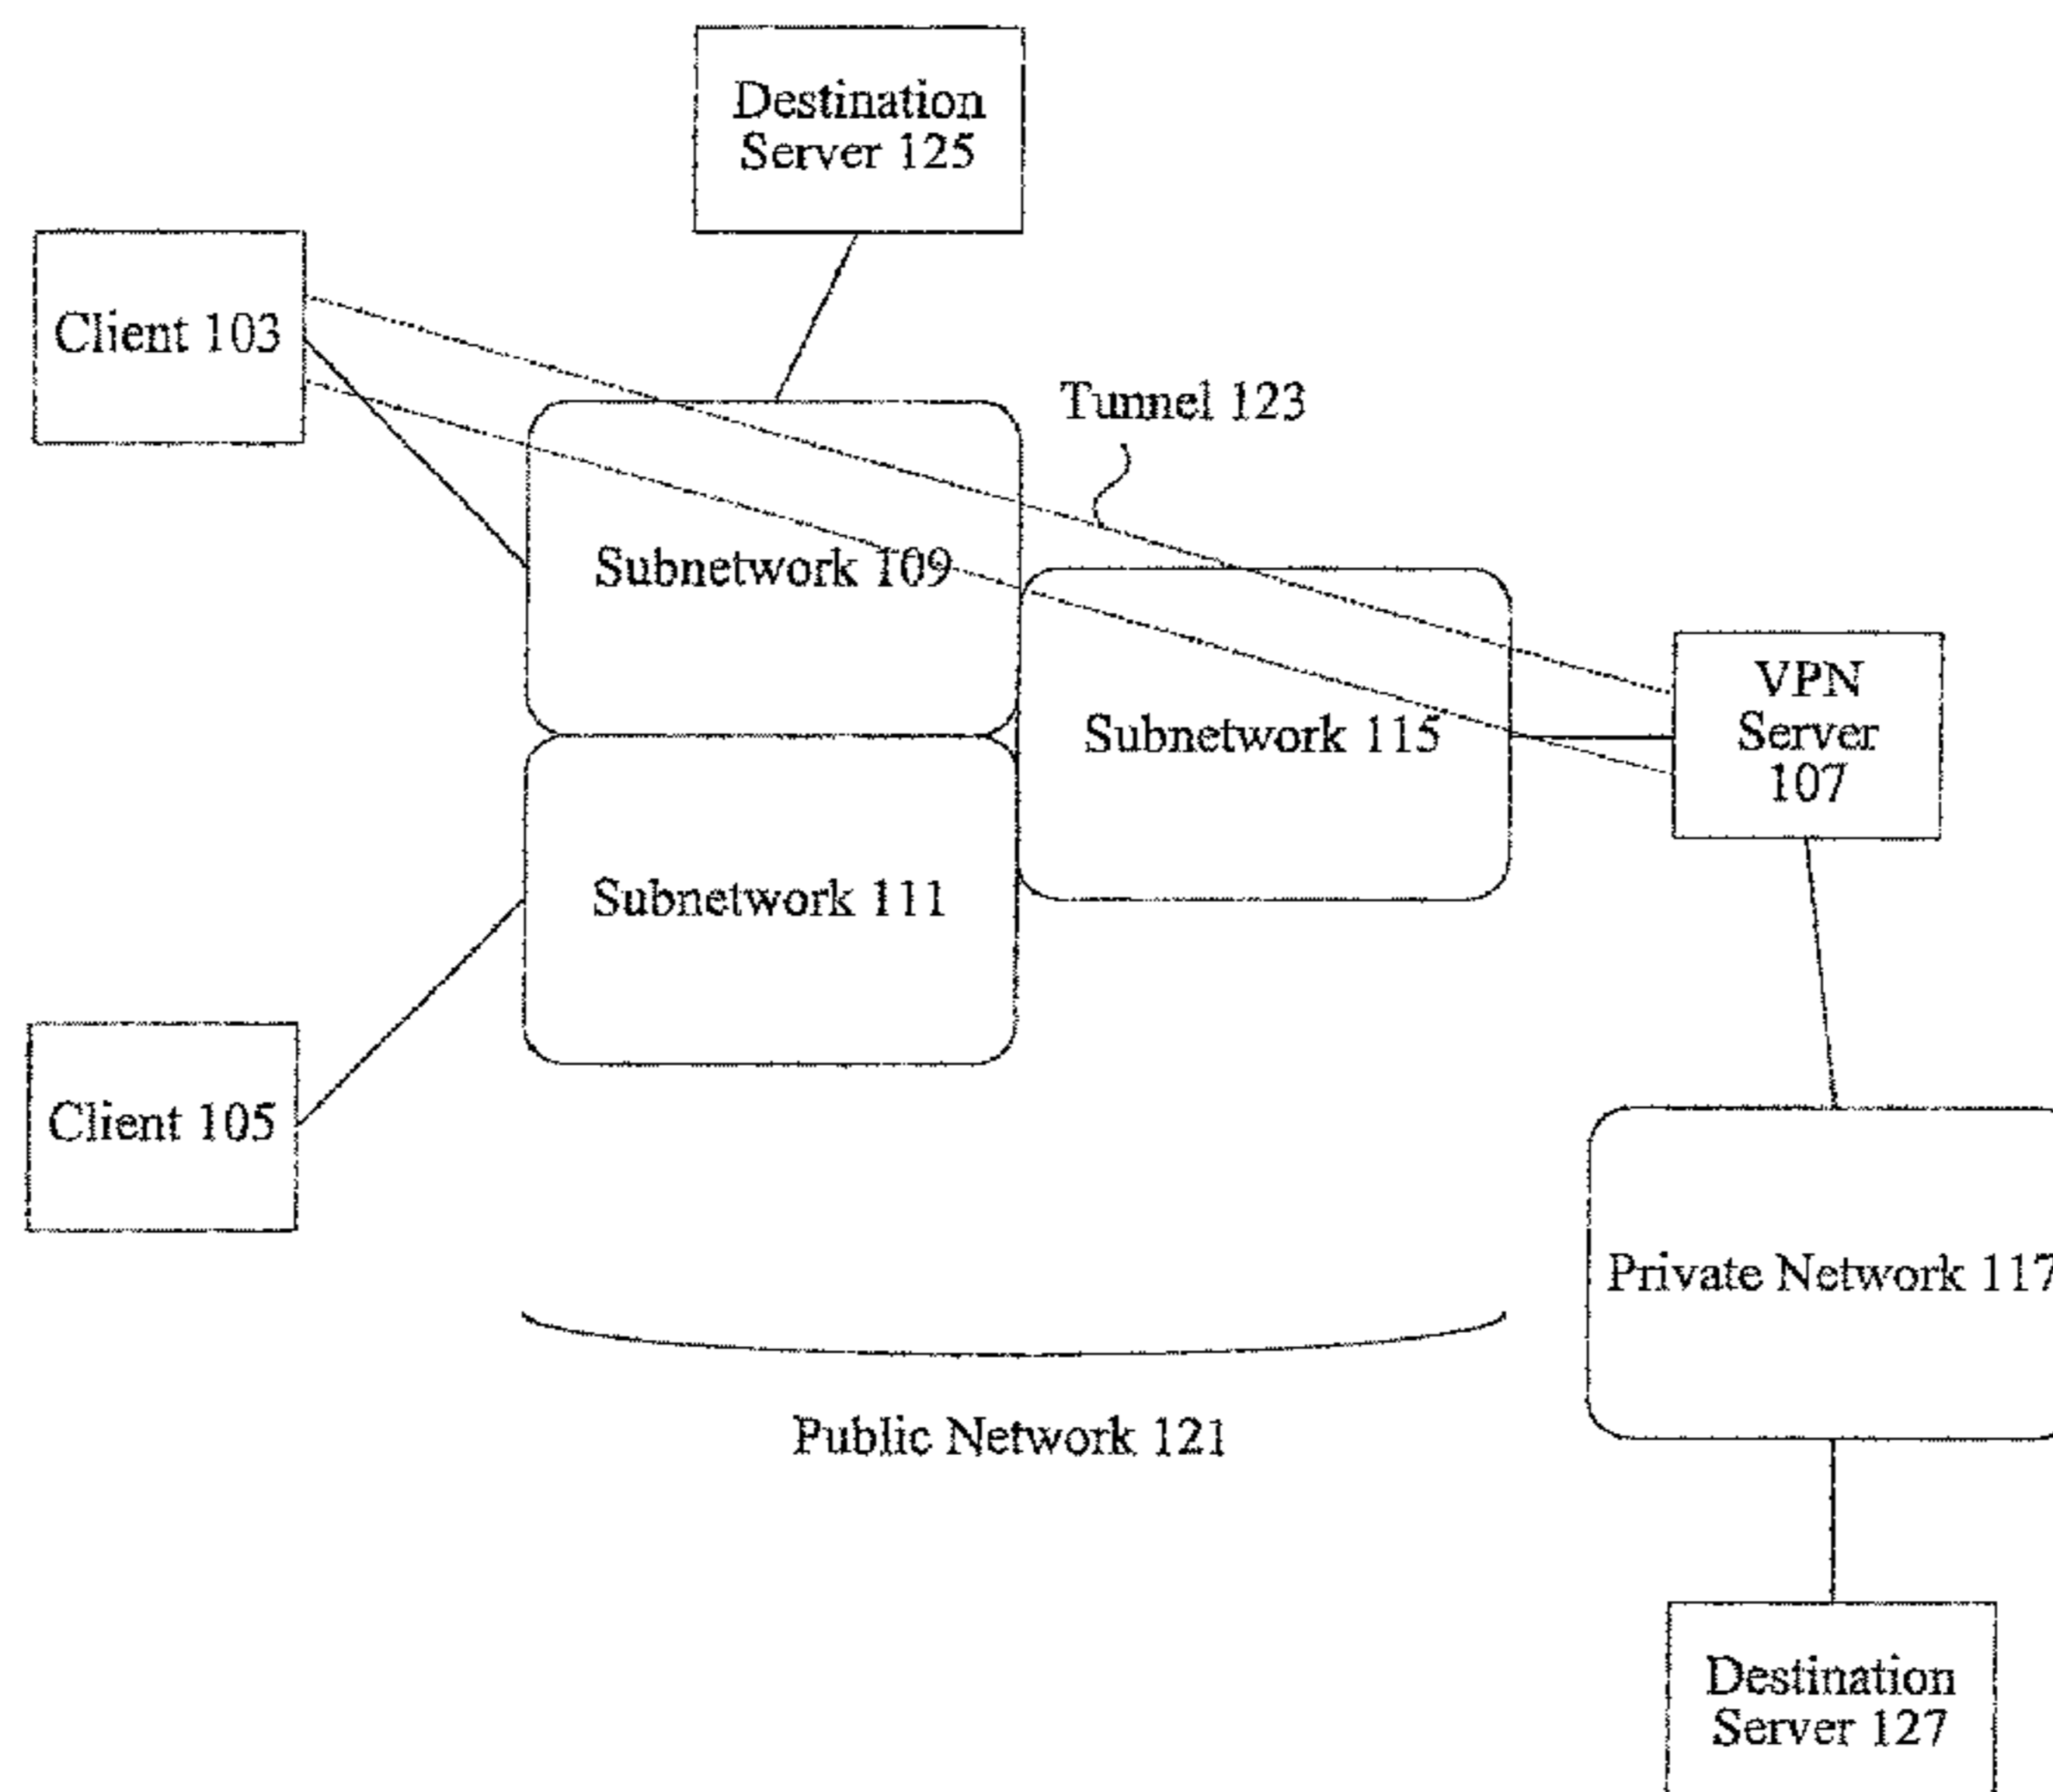 Destination
Server 125
Client 103
Tunnel 123
Subnetwork 109
VPN
Server
107
Subnetwork 115
Subnetwork 111
Client 105
Private Network 117
Public Network 121
Destination
Server 127